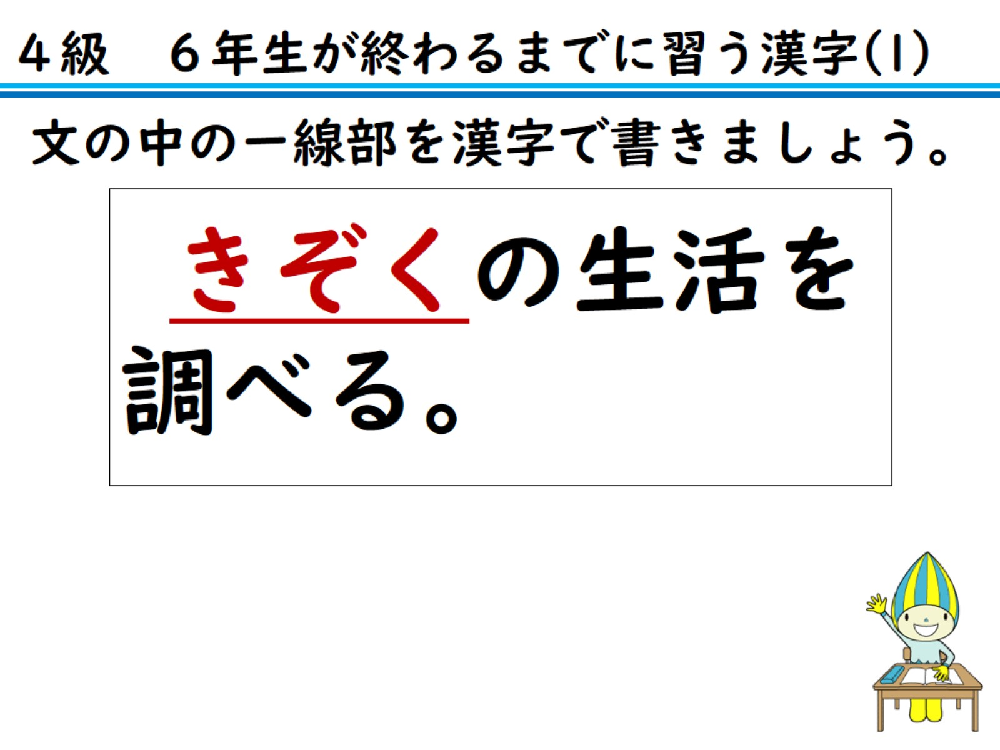 ４級　６年生が終わるまでに習う漢字(1)
文の中の一線部を漢字で書きましょう。
きぞくの生活を
調べる。